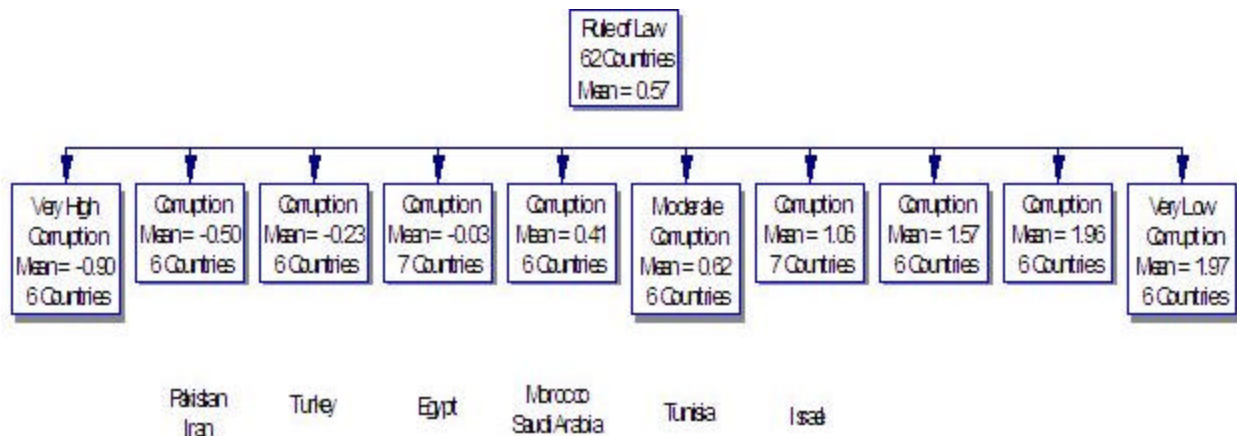 Rule of Law
62 Countries
Mean = 0.57
Very High
Corruption
Mean = -0.90
6 Countries
Corruption
Mean = -0.50
6 Countries
Corruption
Mean = -0.23
6 Countries
Corruption
Mean = -0.03
7 Countries
Corruption
Mean = 0.41
6 Countries
Moderate
Corruption
Mean = 0.62
6 Countries
Corruption
Mean = 1.06
7 Countries
Corruption
Mean = 1.57
6 Countries
Corruption
Mean = 1.96
6 Countries
Very Low
Corruption
Mean = 1.97
6 Countries
Pakistan
Iran
Turkey
Egypt
Morocco
Saudi Arabia
Tunisia
Israel